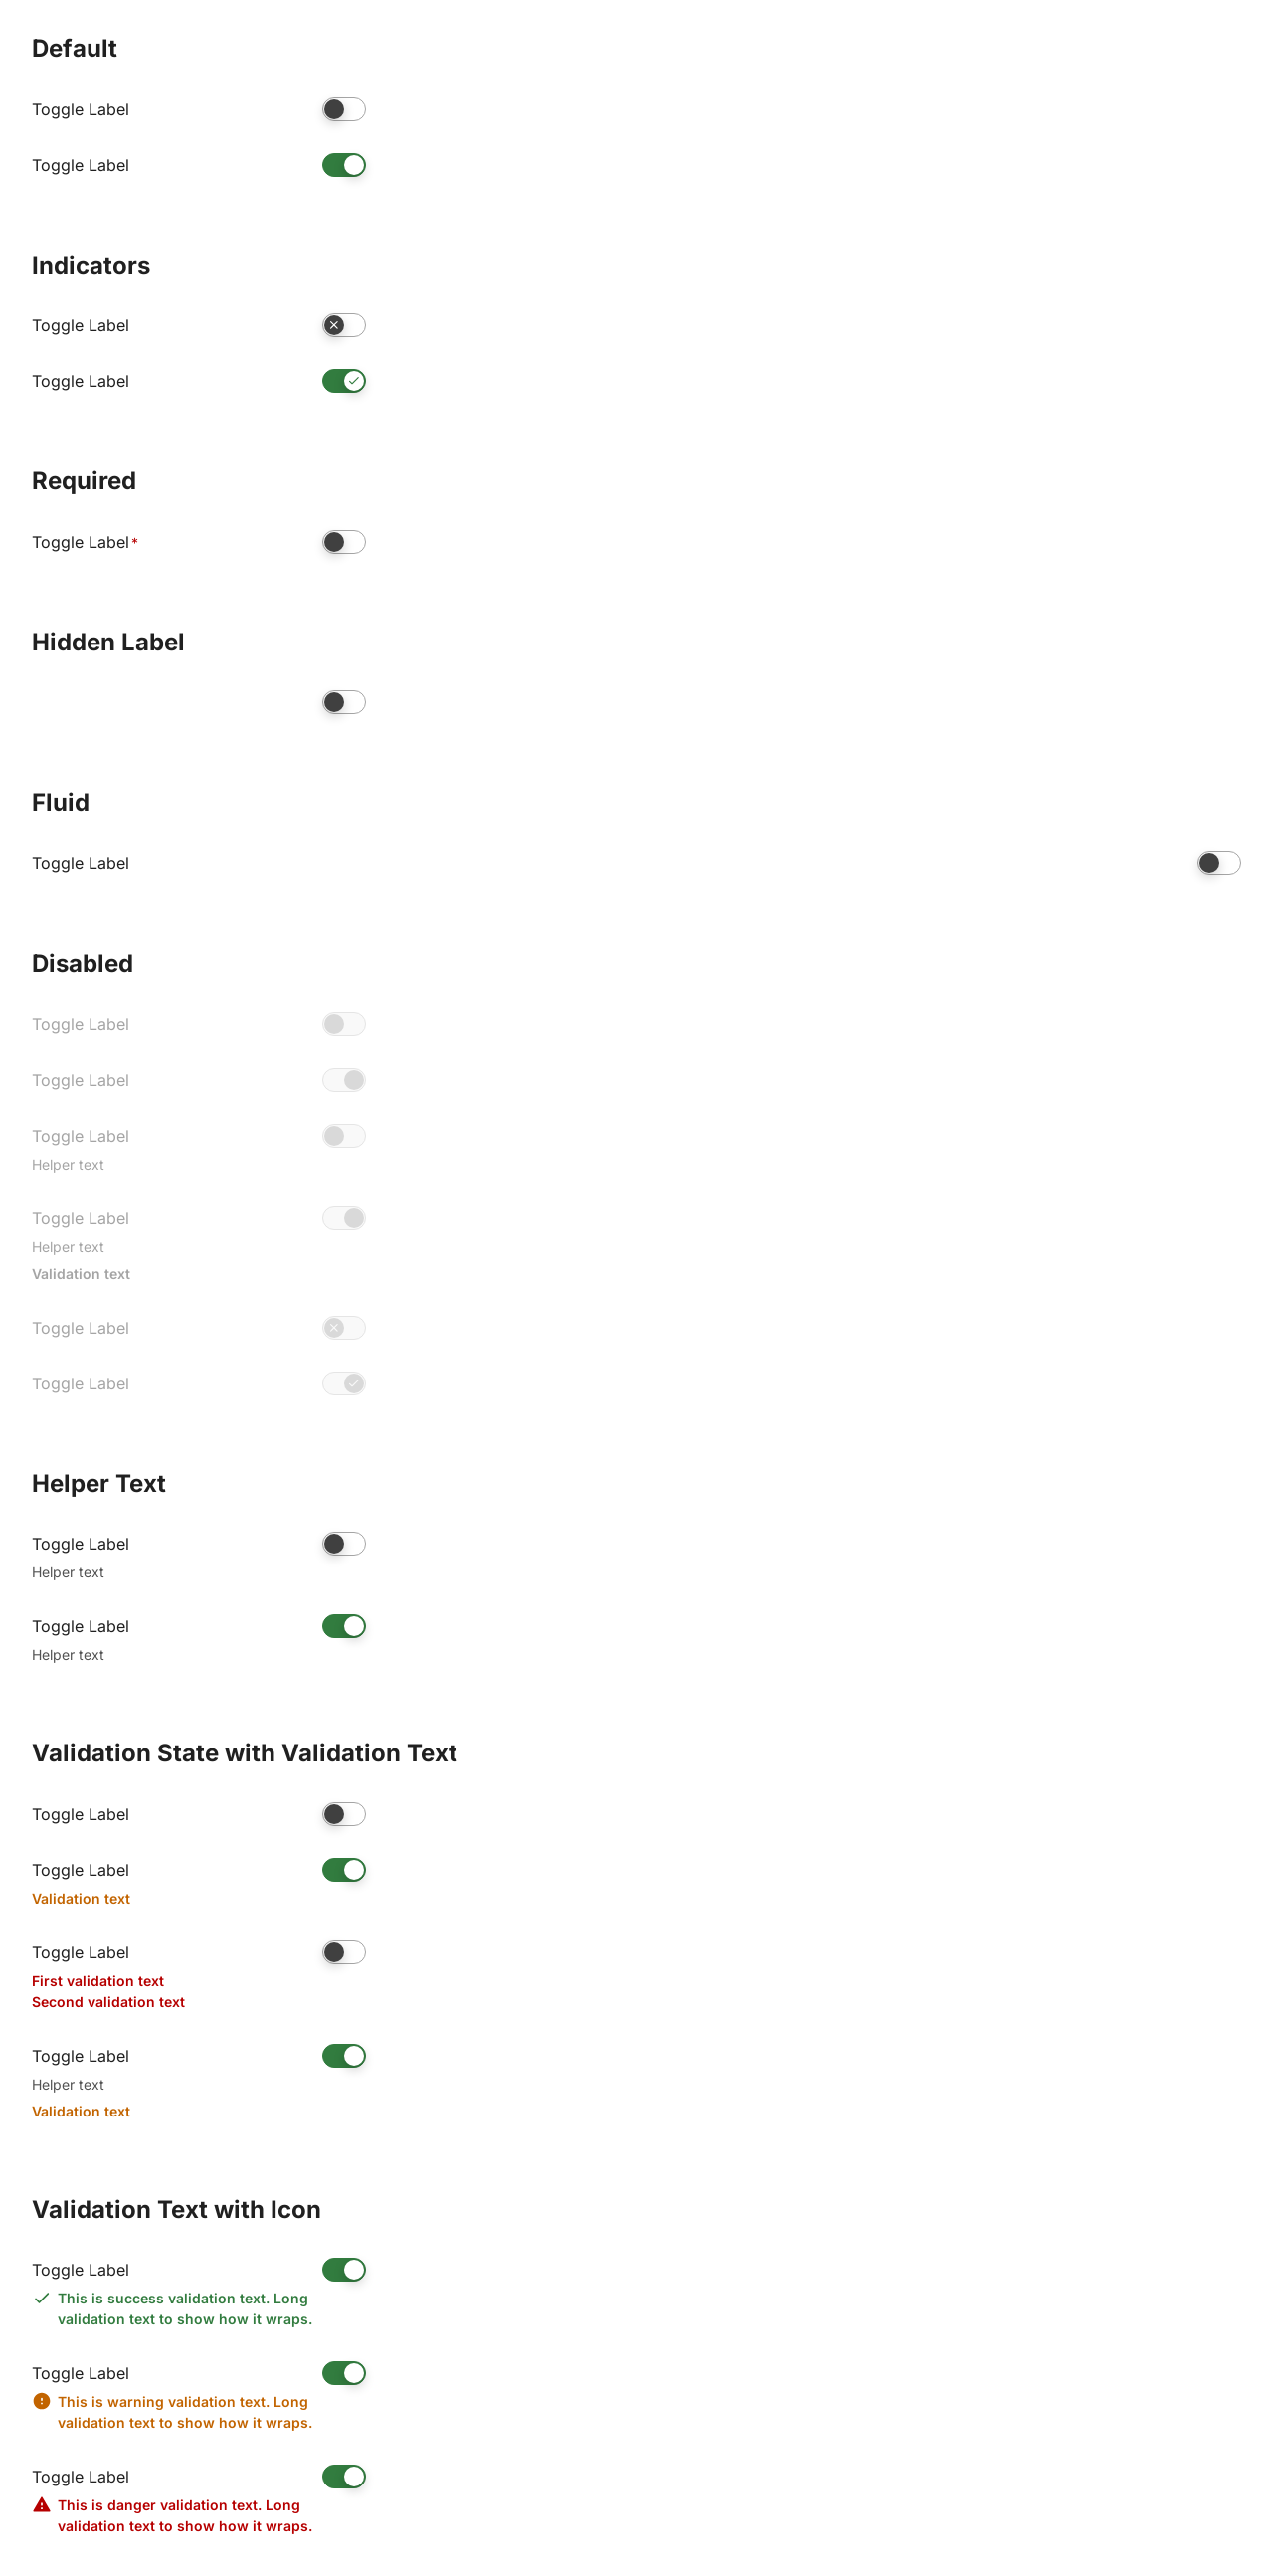 Default
Toggle Label
Toggle Label
Indicators
Toggle Label
Toggle Label
Required
Toggle Label*
Hidden Label
Fluid
Toggle Label
Disabled
Toggle Label
Toggle Label
Toggle Label
Helper text
Toggle Label
Helper text
Validation text
Toggle Label
Toggle Label
Helper Text
Toggle Label
Helper text
Toggle Label
Helper text
Validation State with Validation Text
Toggle Label
Toggle Label
Validation text
Toggle Label
First validation text
Second validation text
Toggle Label
Helper text
Validation text
Validation Text with Icon
Toggle Label
This is success validation text. Long
validation text to show how it wraps.
Toggle Label
This is warning validation text. Long
validation text to show how it wraps.
Toggle Label
This is danger validation text. Long
validation text to show how it wraps.